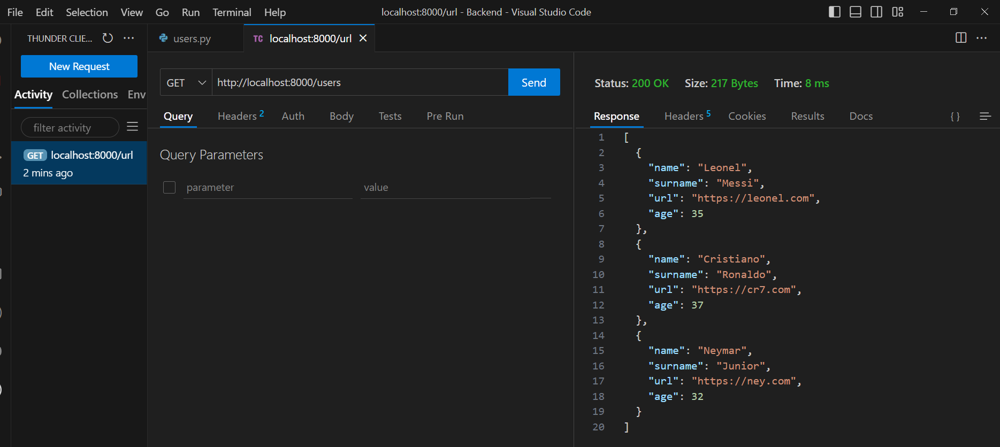 File Edit Selection View Go Run Terminal Help
localhost:8000/url - Backend - Visual Studio Code
THUNDER CLIE...
New Request
Activity Collections Env
filter activity
GET localhost:8000/url
2 mins ago
users.py
TC localhost:8000/url
GET http://localhost:8000/users Send
Query Headers 2 Auth Body Tests Pre Run
Query Parameters
parameter value
Status: 200 OK Size: 217 Bytes Time: 8 ms
Response Headers 5 Cookies Results Docs { }
1 [
2 {
3 "name": "Leonel",
4 "surname": "Messi",
5 "url": "https://leonel.com",
6 "age": 35
7 },
8 {
9 "name": "Cristiano",
10 "surname": "Ronaldo",
11 "url": "https://cr7.com",
12 "age": 37
13 },
14 {
15 "name": "Neymar",
16 "surname": "Junior",
17 "url": "https://ney.com",
18 "age": 32
19 }
20 ]